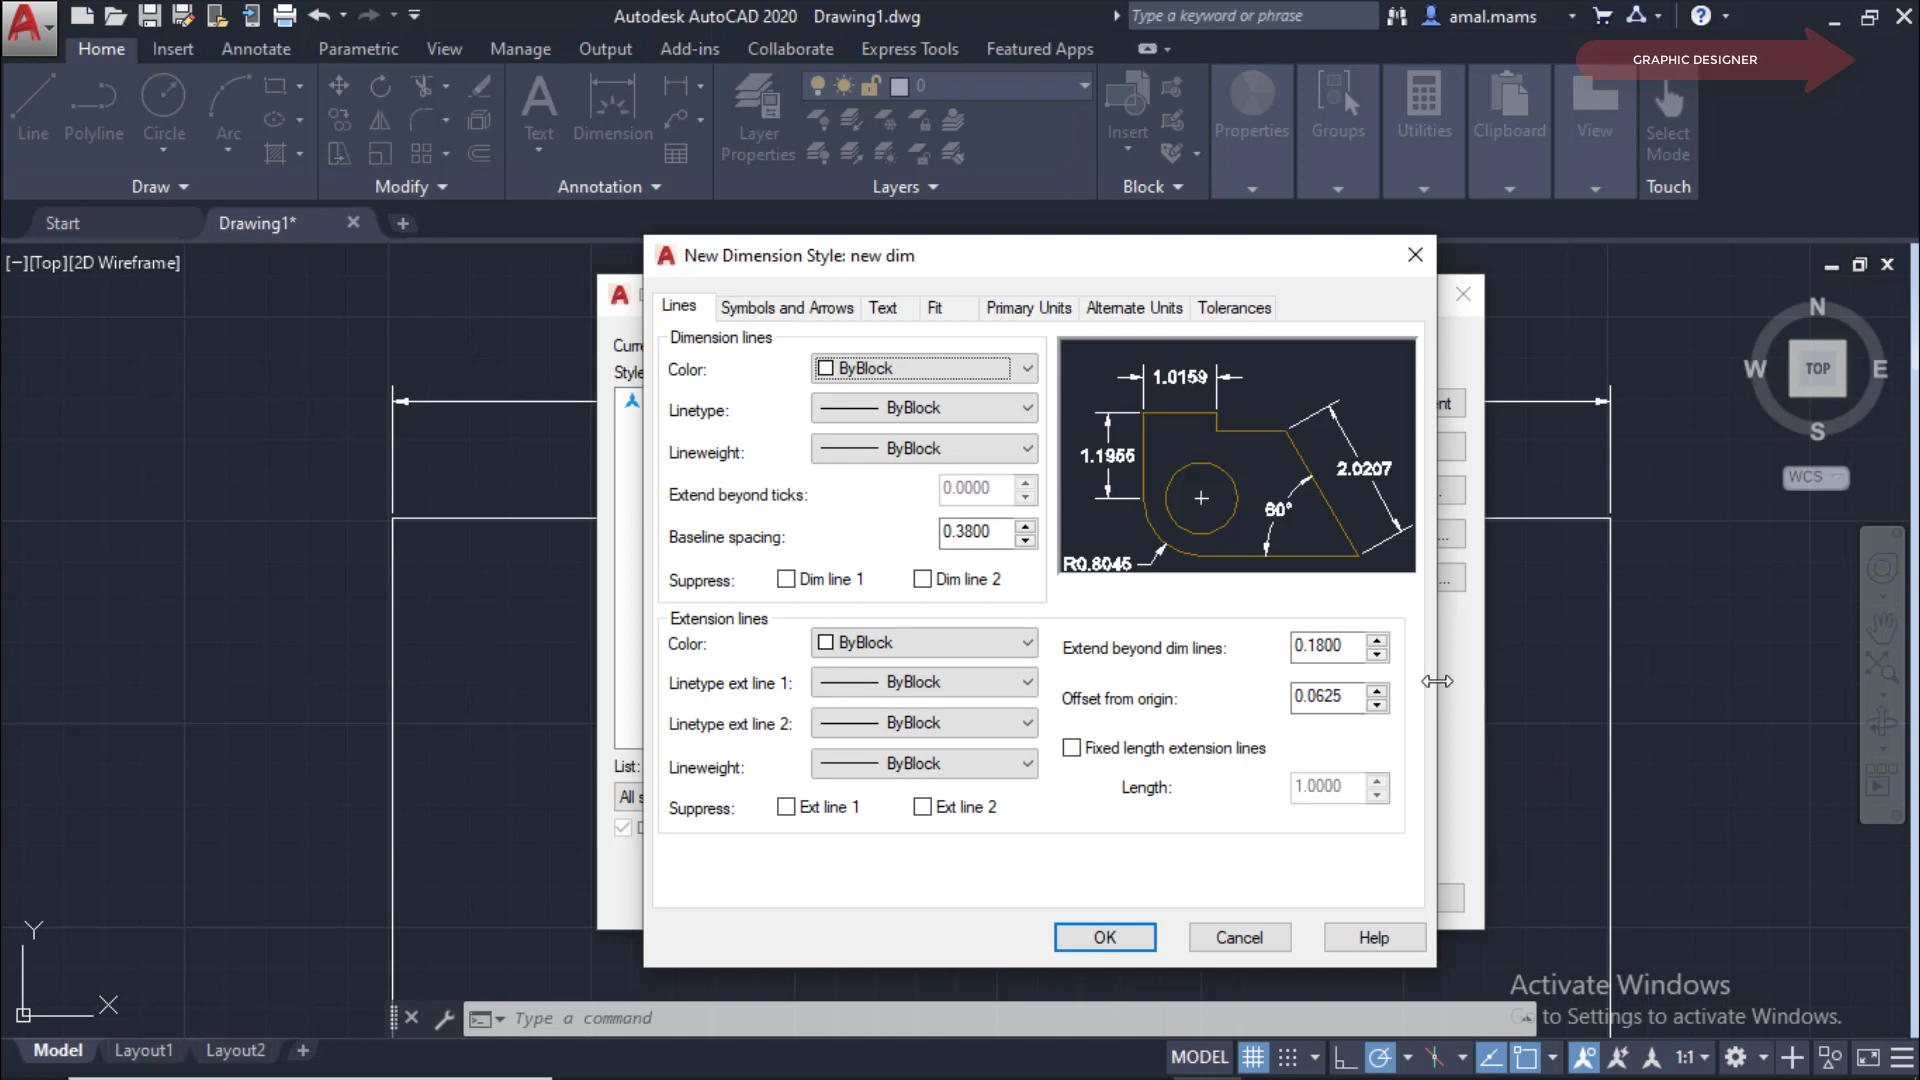 Autodesk AutoCAD 2020 Drawing1.dwg
Type a keyword or phrase
amal.mams
Home Insert Annotate Parametric View Manage Output Add-ins Collaborate Express Tools Featured Apps
GRAPHIC DESIGNER
Line Polyline Circle Arc
Text Dimension
Layer Properties
0
Insert
Properties Groups Utilities Clipboard View
Select Mode
Draw Modify Annotation Layers Block Touch
Start Drawing1*
[−][Top][2D Wireframe]
New Dimension Style: new dim
Lines Symbols and Arrows Text Fit Primary Units Alternate Units Tolerances
Dimension lines
Color: ByBlock
Linetype: ByBlock
Lineweight: ByBlock
Extend beyond ticks: 0.0000
Baseline spacing: 0.3800
Suppress: Dim line 1 Dim line 2
1.0159
1.1955
2.0207
60°
R0.8045
Extension lines
Color: ByBlock
Linetype ext line 1: ByBlock
Linetype ext line 2: ByBlock
Lineweight: ByBlock
Suppress: Ext line 1 Ext line 2
Extend beyond dim lines: 0.1800
Offset from origin: 0.0625
Fixed length extension lines
Length: 1.0000
OK Cancel Help
List:
N
W TOP E
S
WCS
Y
X
Type a command
Activate Windows
to Settings to activate Windows.
Model Layout1 Layout2
MODEL 1:1